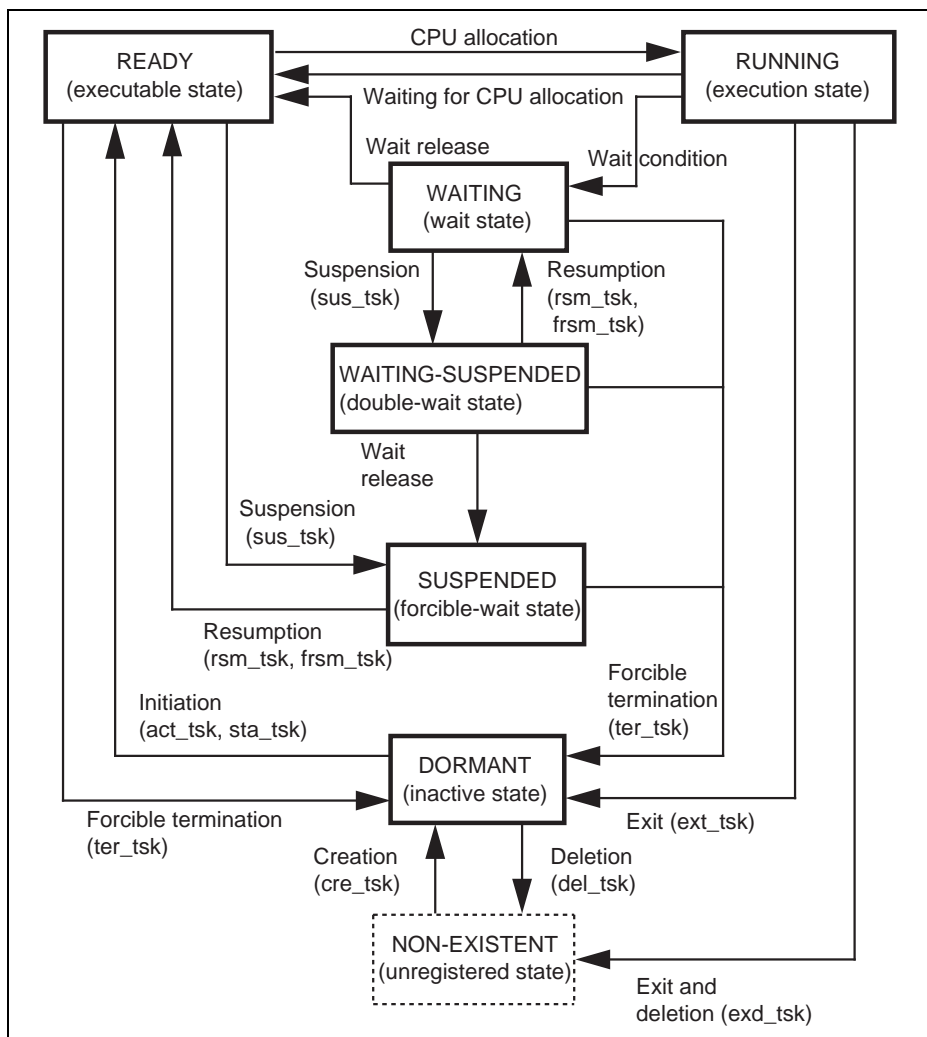 CPU allocation
READY
(executable state)
RUNNING
(execution state)
Waiting for CPU allocation
Wait release
Wait condition
WAITING
(wait state)
Suspension
(sus_tsk)
Resumption
(rsm_tsk,
frsm_tsk)
WAITING-SUSPENDED
(double-wait state)
Wait
release
Suspension
(sus_tsk)
SUSPENDED
(forcible-wait state)
Resumption
(rsm_tsk, frsm_tsk)
Forcible
termination
(ter_tsk)
Initiation
(act_tsk, sta_tsk)
DORMANT
(inactive state)
Forcible termination
(ter_tsk)
Exit (ext_tsk)
Creation
(cre_tsk)
Deletion
(del_tsk)
NON-EXISTENT
(unregistered state)
Exit and
deletion (exd_tsk)